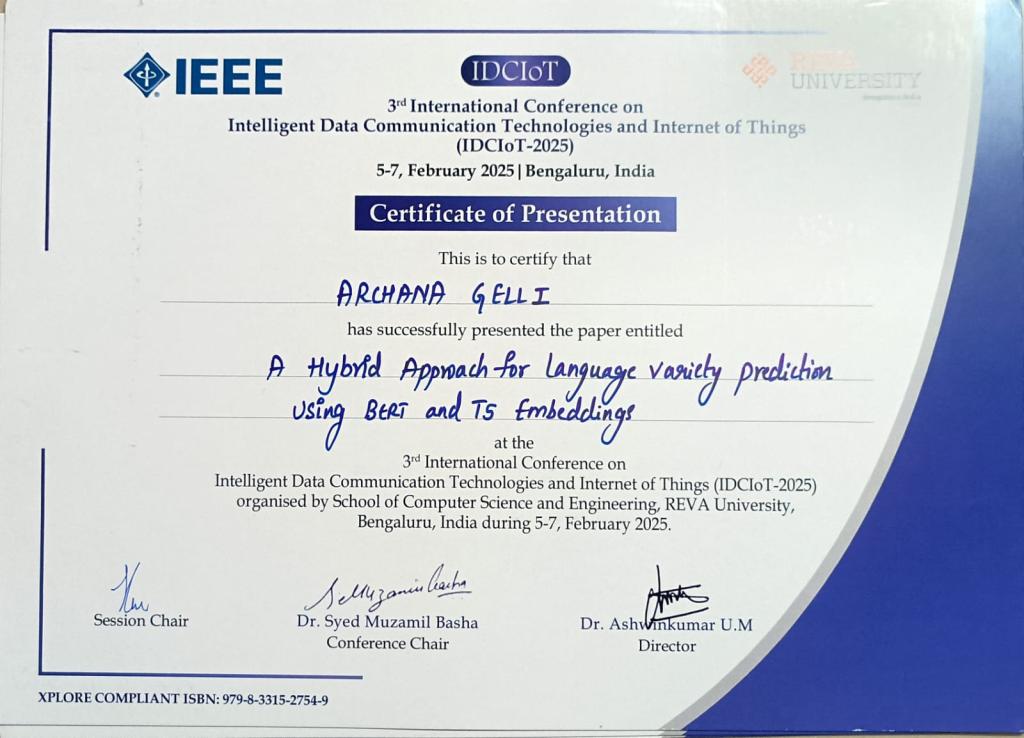 IEEE
IDCIoT
REVA
UNIVERSITY
Bengaluru, India
3rd International Conference on
Intelligent Data Communication Technologies and Internet of Things
(IDCIoT-2025)
5-7, February 2025 | Bengaluru, India
Certificate of Presentation
This is to certify that
ARCHANA GELLI
has successfully presented the paper entitled
A Hybrid Approach for language variety prediction
using BERT and T5 Embeddings
at the
3rd International Conference on
Intelligent Data Communication Technologies and Internet of Things (IDCIoT-2025)
organised by School of Computer Science and Engineering, REVA University,
Bengaluru, India during 5-7, February 2025.
Session Chair
Dr. Syed Muzamil Basha
Conference Chair
Dr. Ashwinkumar U.M
Director
XPLORE COMPLIANT ISBN: 979-8-3315-2754-9